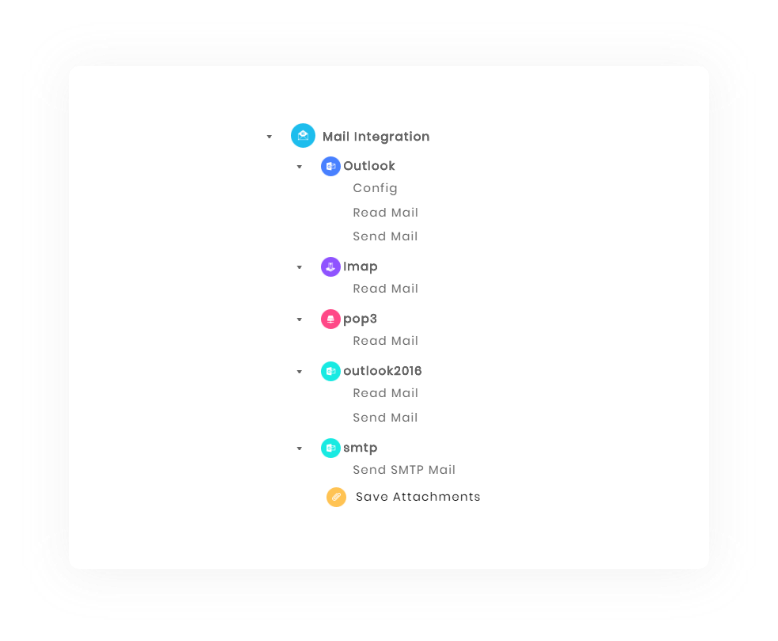 Mail Integration
Outlook
Config
Read Mail
Send Mail
Imap
Read Mail
pop3
Read Mail
outlook2016
Read Mail
Send Mail
smtp
Send SMTP Mail
Save Attachments